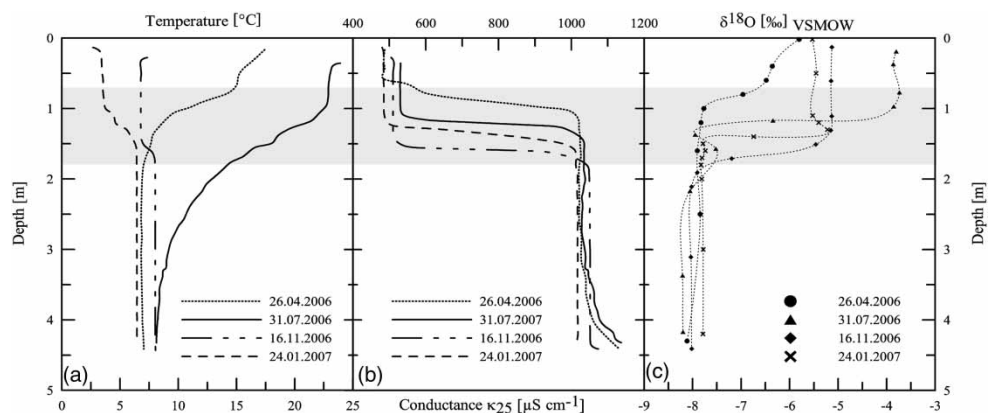 Temperature [°C]
400 600 800 1000 1200
δ18O [‰] VSMOW
0 0
1 1
2 2
3 3
4 4
5 5
Depth [m]
Depth [m]
26.04.2006
31.07.2006
16.11.2006
24.01.2007
(a)
26.04.2006
31.07.2007
16.11.2006
24.01.2007
(b)
26.04.2006
31.07.2006
16.11.2006
24.01.2007
(c)
0 5 10 15 20 25
Conductance κ25 [µS cm-1]
-9 -8 -7 -6 -5 -4 -3